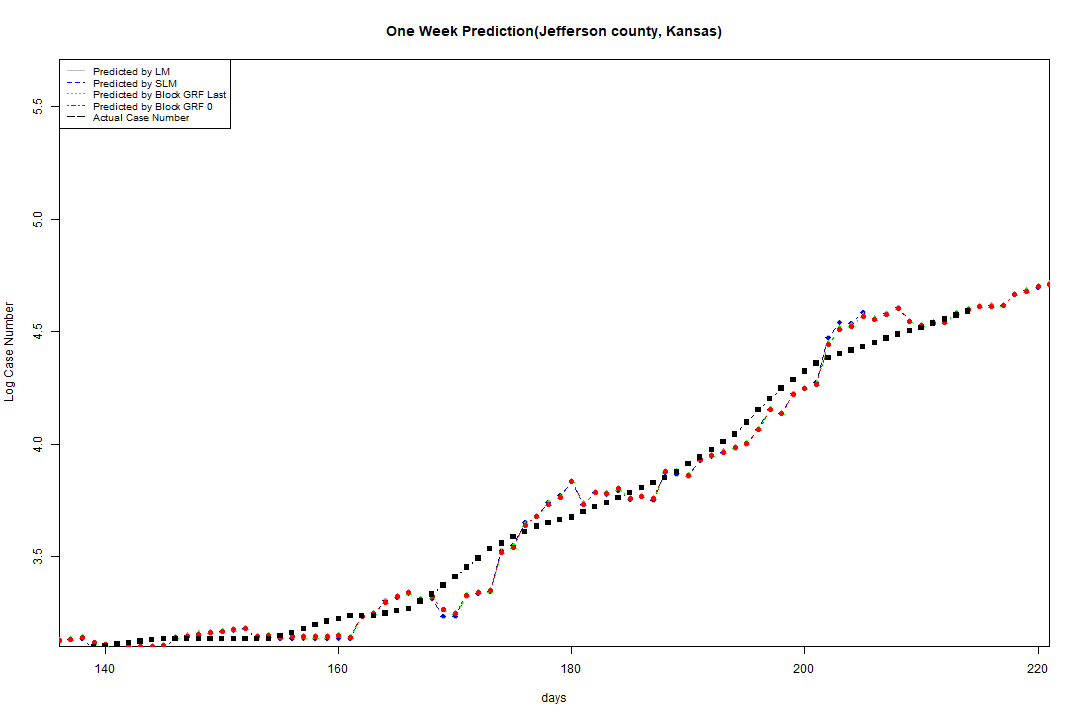 One Week Prediction(Jefferson county, Kansas)
Predicted by LM
Predicted by SLM
Predicted by Block GRF Last
Predicted by Block GRF 0
Actual Case Number
5.5
5.0
4.5
4.0
3.5
Log Case Number
140 160 180 200 220
days